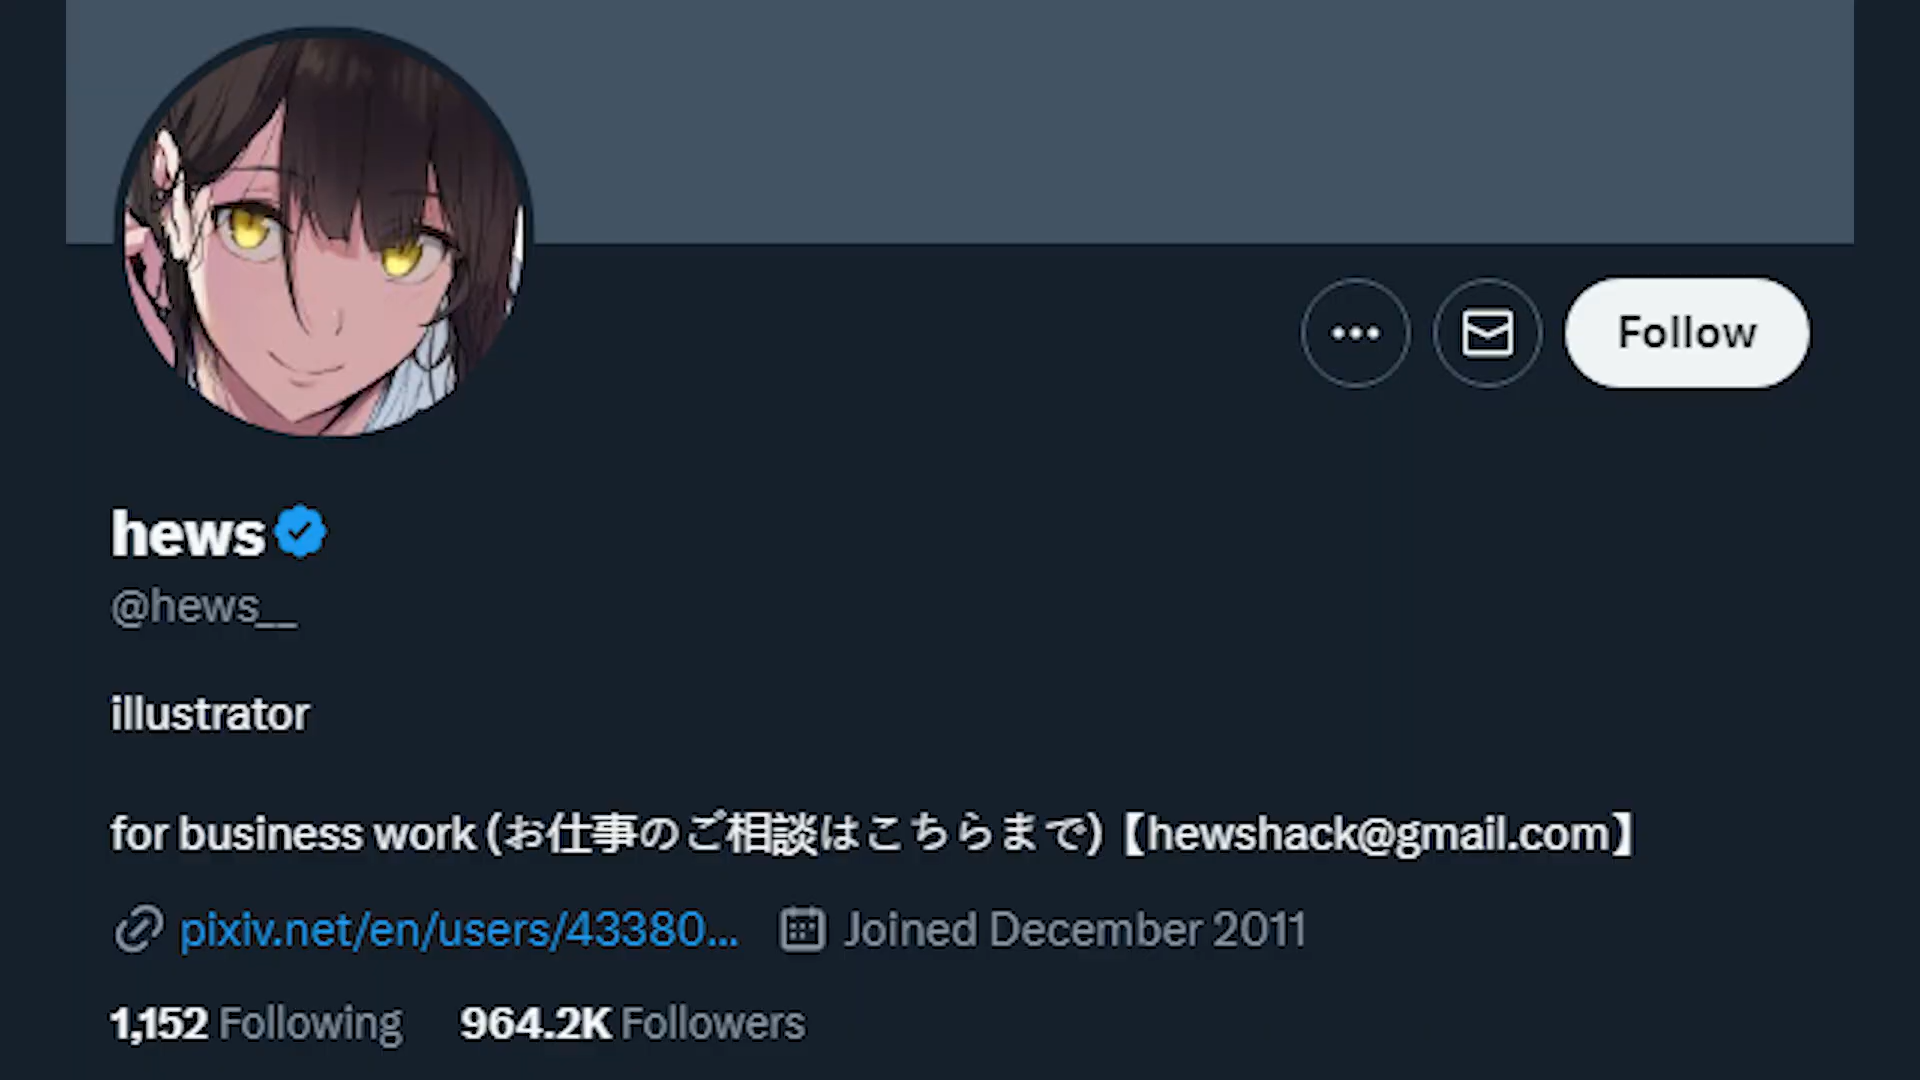 Follow
hews
@hews__
illustrator
for business work (お仕事のご相談はこちらまで)【hewshack@gmail.com】
pixiv.net/en/users/43380... Joined December 2011
1,152 Following 964.2K Followers